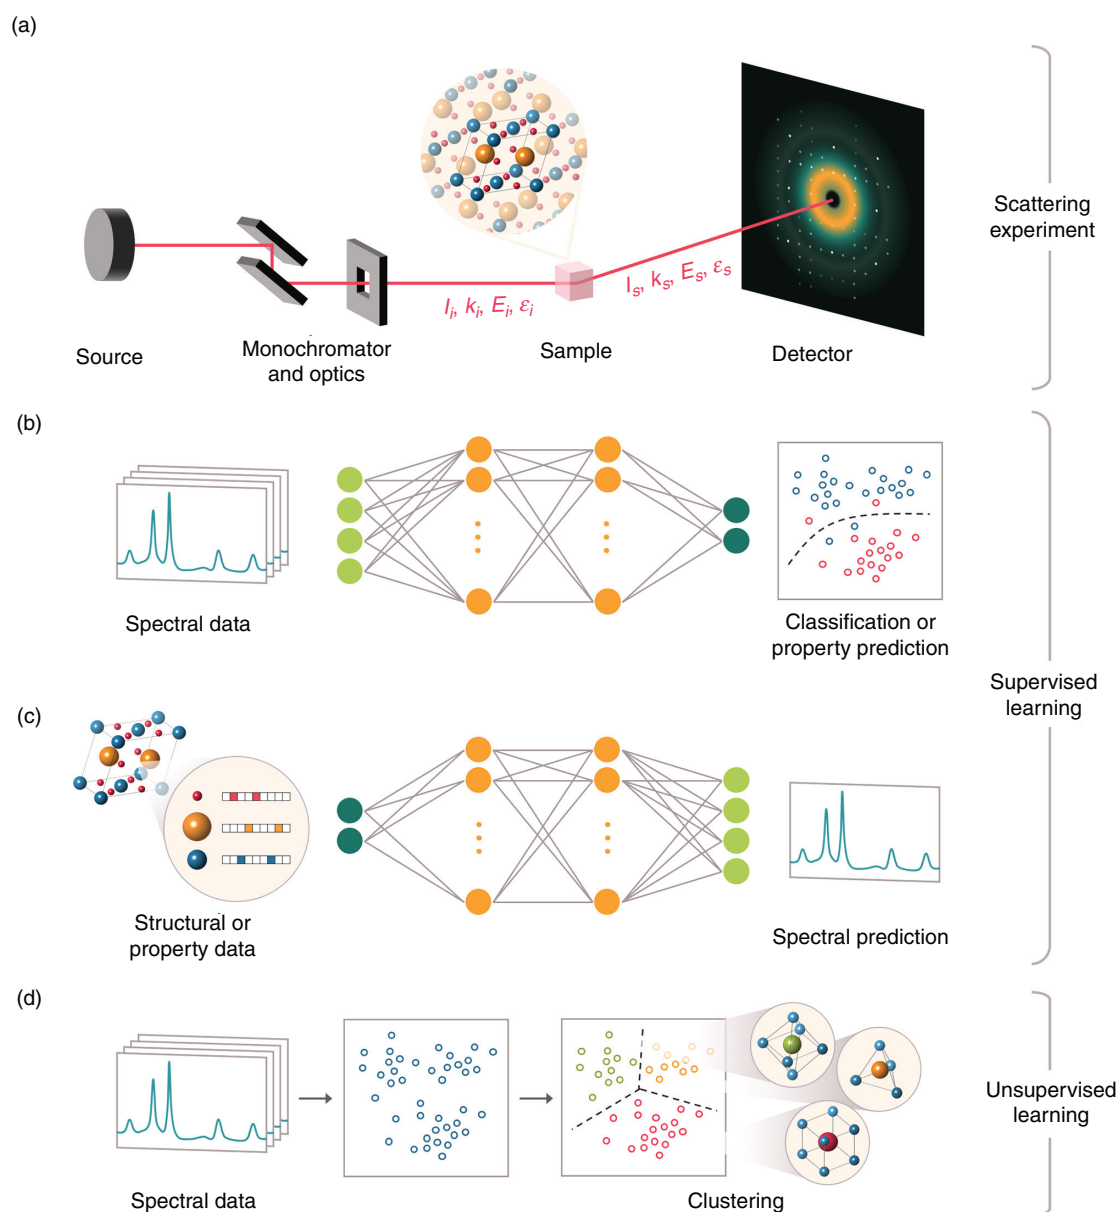 (a)
I_i, k_i, E_i, ε_i
I_s, k_s, E_s, ε_s
Source
Monochromator
and optics
Sample
Detector
Scattering
experiment
(b)
Spectral data
Classification or
property prediction
Supervised
learning
(c)
Structural or
property data
Spectral prediction
(d)
Spectral data
Clustering
Unsupervised
learning